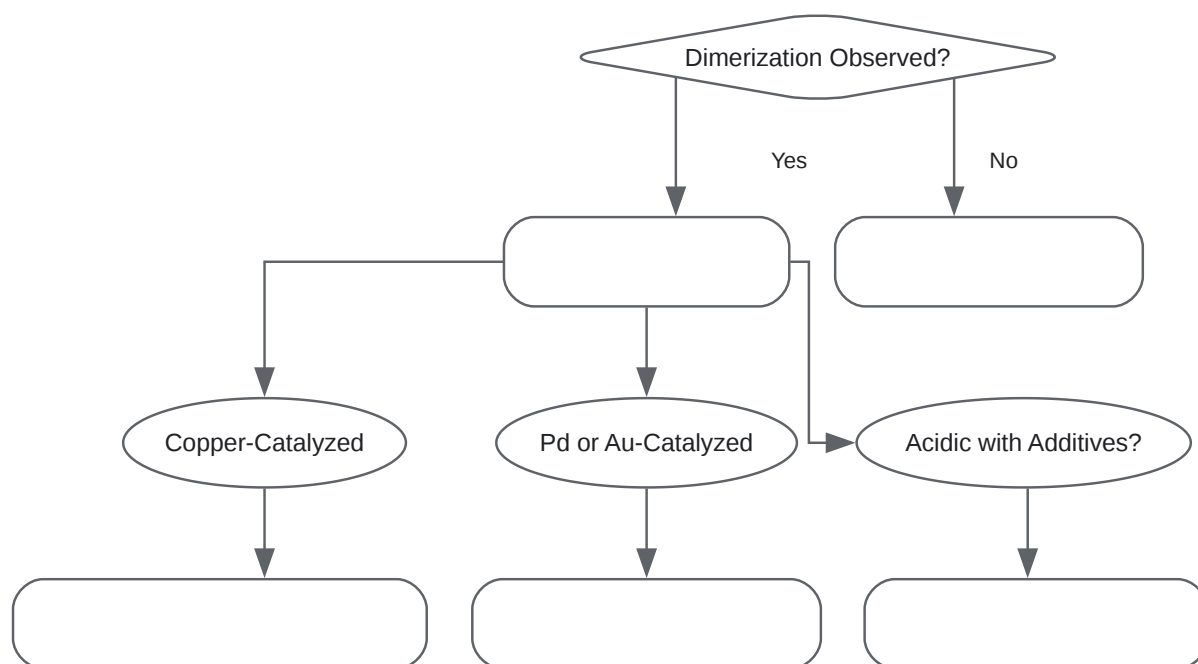 Dimerization Observed?
Yes
No
Copper-Catalyzed
Pd or Au-Catalyzed
Acidic with Additives?